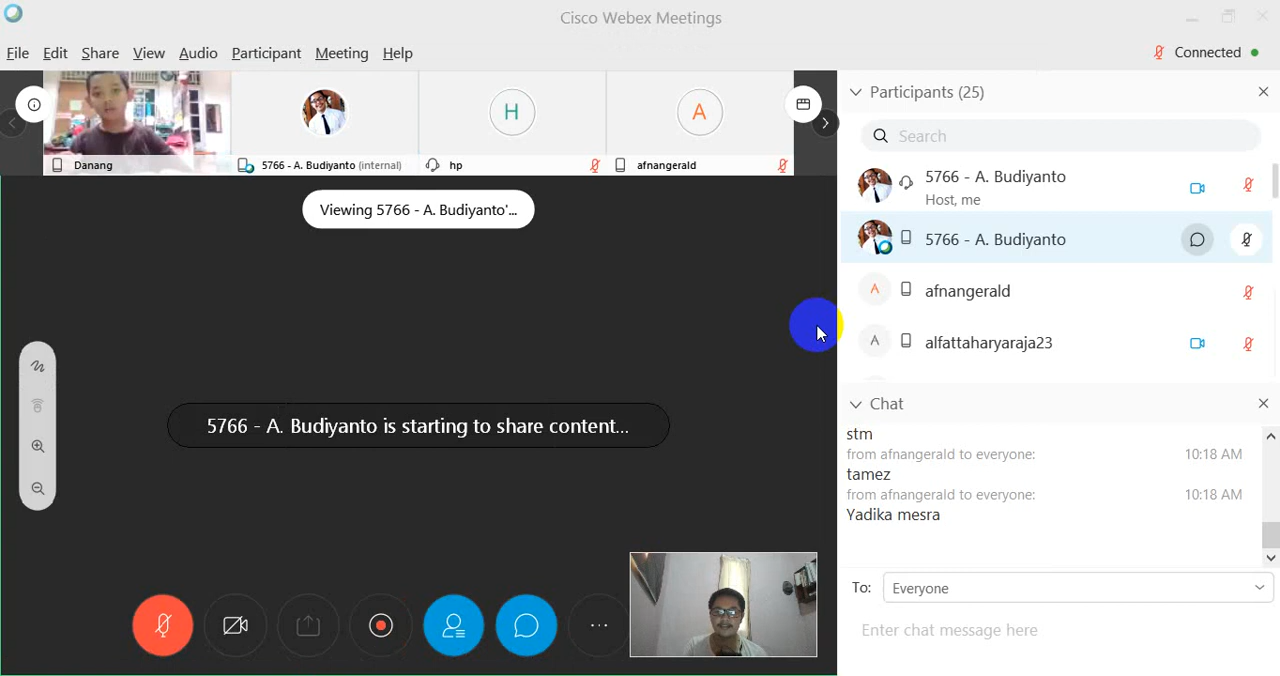 Cisco Webex Meetings
File Edit Share View Audio Participant Meeting Help
Connected
Danang
5766 - A. Budiyanto (internal)
hp
afnangerald
Viewing 5766 - A. Budiyanto'...
5766 - A. Budiyanto is starting to share content...
Participants (25)
Search
5766 - A. Budiyanto
Host, me
5766 - A. Budiyanto
A afnangerald
A alfattaharyaraja23
Chat
stm
from afnangerald to everyone: 10:18 AM
tamez
from afnangerald to everyone: 10:18 AM
Yadika mesra
To: Everyone
Enter chat message here
H
A